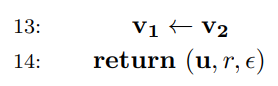 13: v₁ ← v₂
14: return (u, r, ϵ)